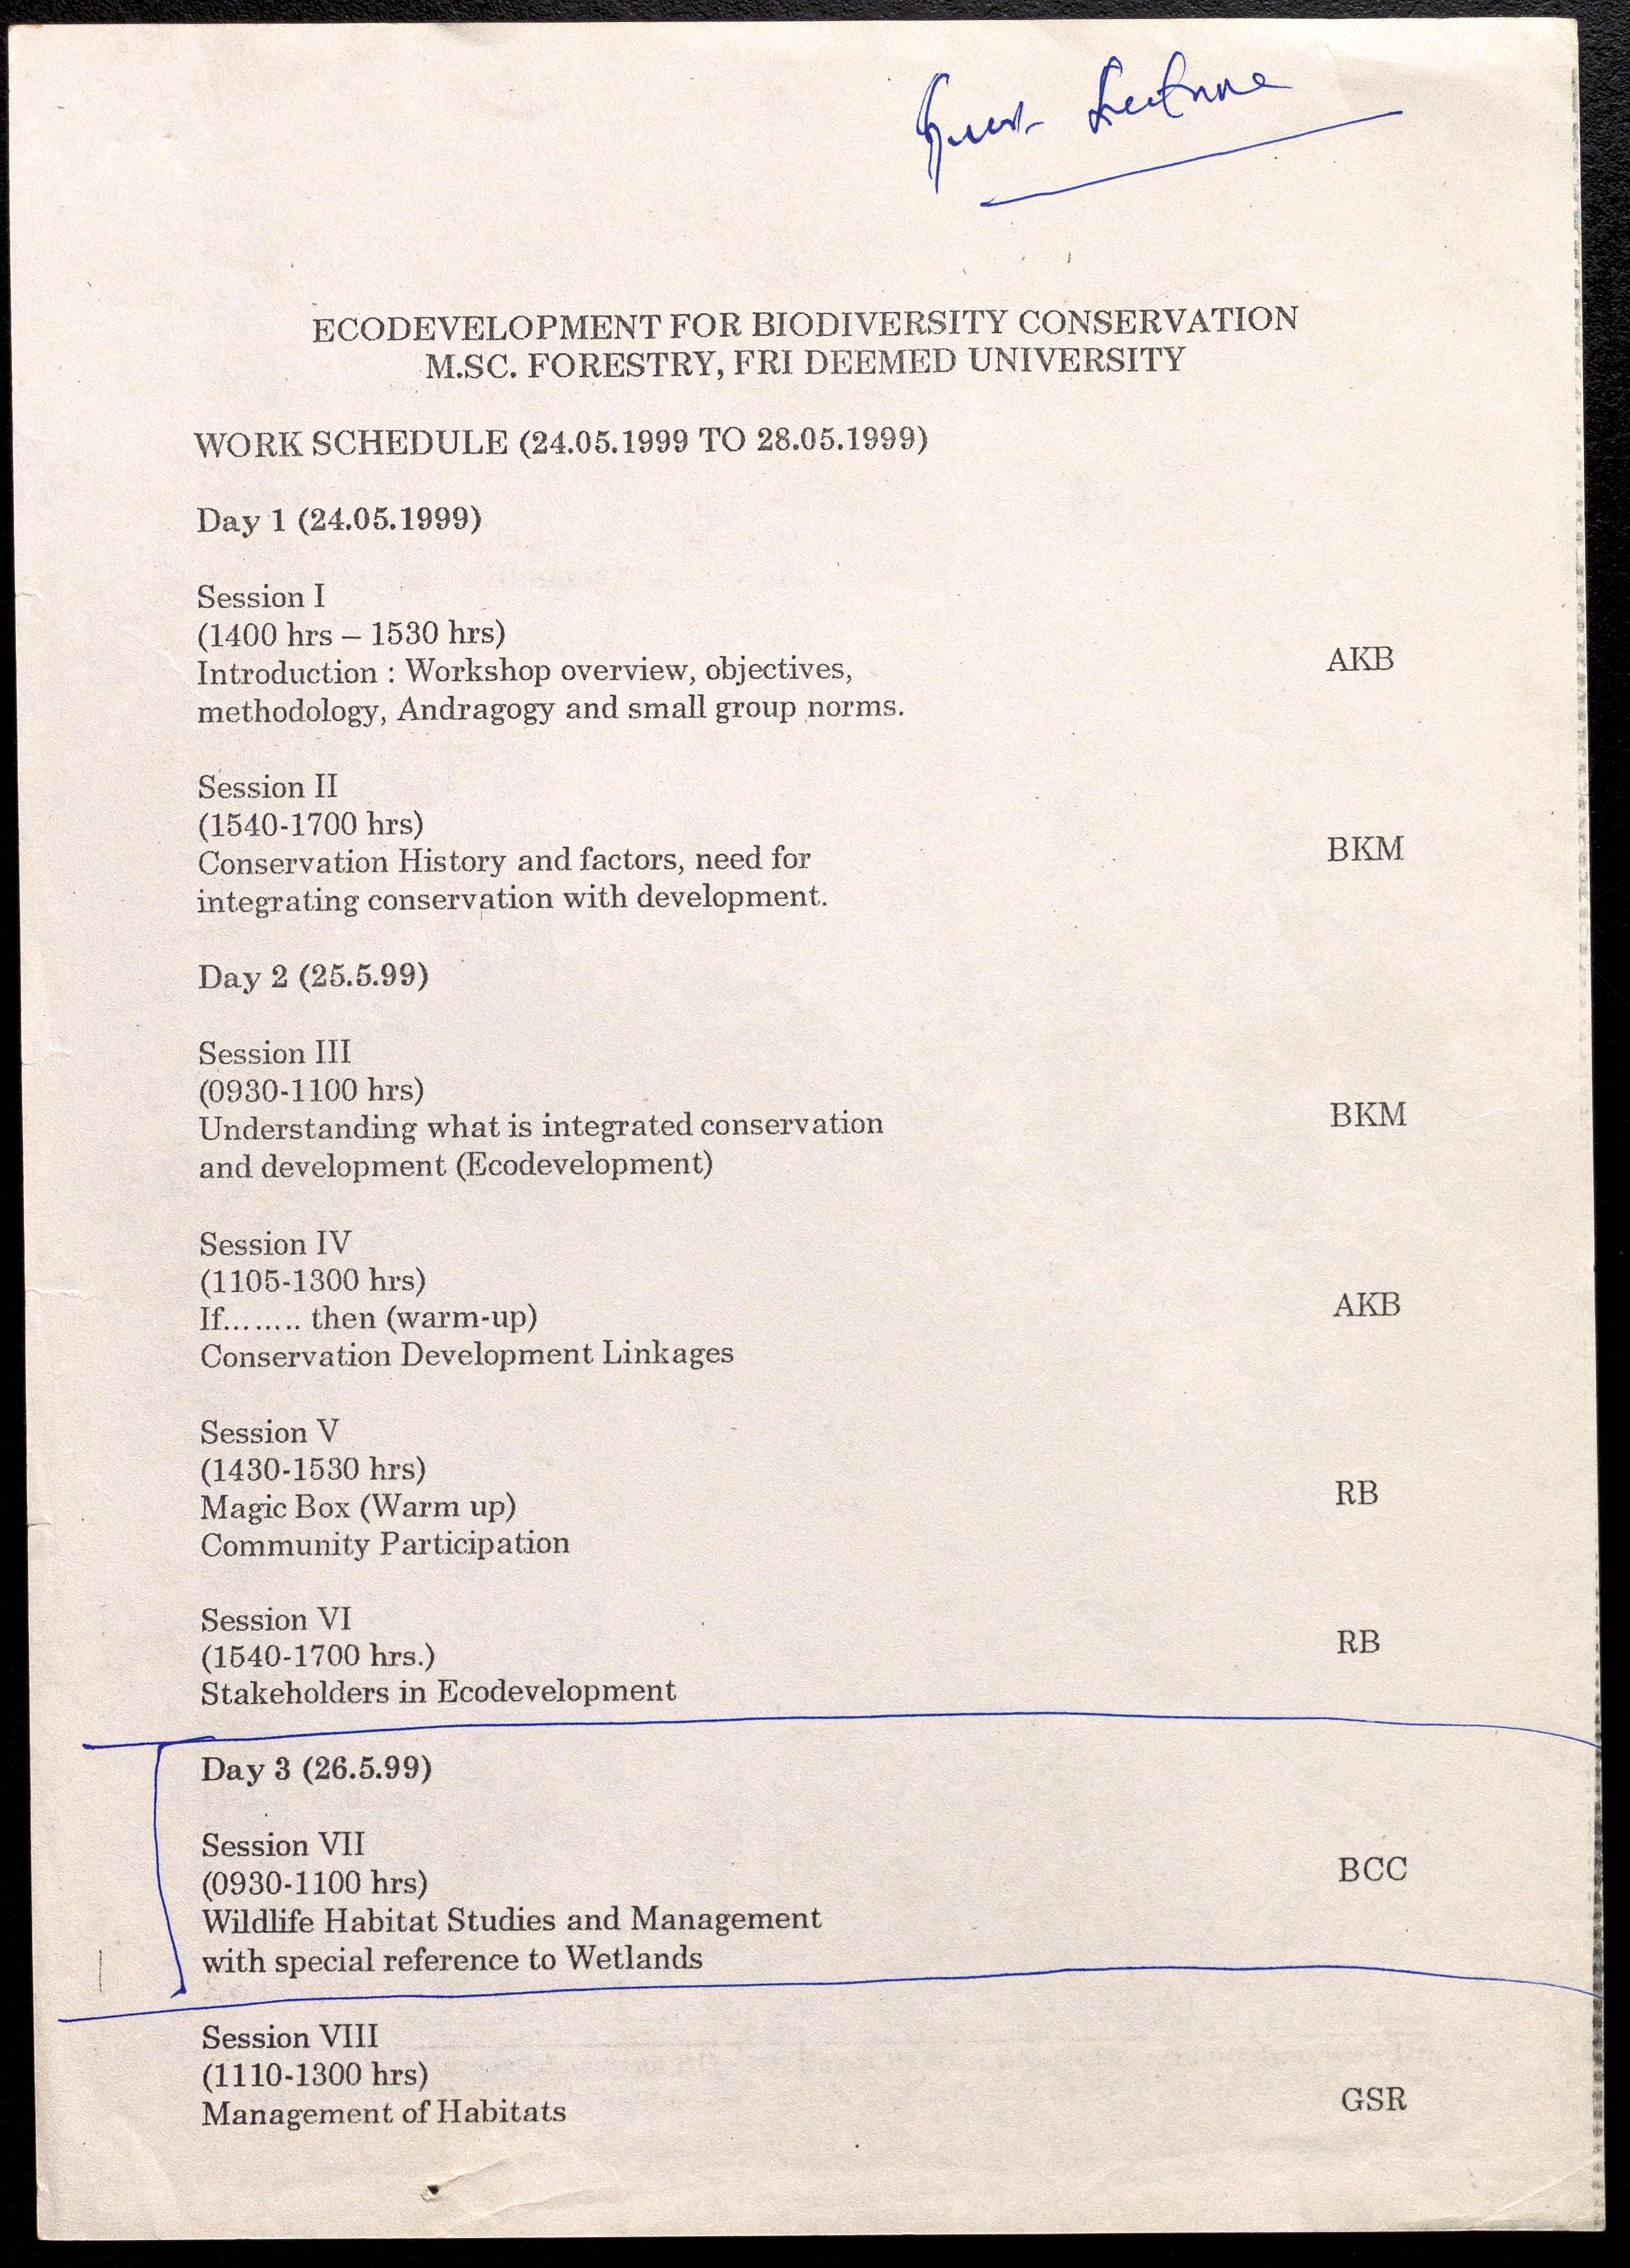 Guest Lecture
ECODEVELOPMENT FOR BIODIVERSITY CONSERVATION
M.SC. FORESTRY, FRI DEEMED UNIVERSITY
WORK SCHEDULE (24.05.1999 TO 28.05.1999)
Day 1 (24.05.1999)
Session I
(1400 hrs – 1530 hrs)
Introduction : Workshop overview, objectives,
AKB
methodology, Andragogy and small group norms.
Session II
(1540-1700 hrs)
Conservation History and factors, need for
BKM
integrating conservation with development.
Day 2 (25.5.99)
Session III
(0930-1100 hrs)
Understanding what is integrated conservation
BKM
and development (Ecodevelopment)
Session IV
(1105-1300 hrs)
If........ then (warm-up)
AKB
Conservation Development Linkages
Session V
(1430-1530 hrs)
Magic Box (Warm up)
RB
Community Participation
Session VI
(1540-1700 hrs.)
RB
Stakeholders in Ecodevelopment
Day 3 (26.5.99)
Session VII
(0930-1100 hrs)
BCC
Wildlife Habitat Studies and Management
with special reference to Wetlands
Session VIII
(1110-1300 hrs)
Management of Habitats
GSR